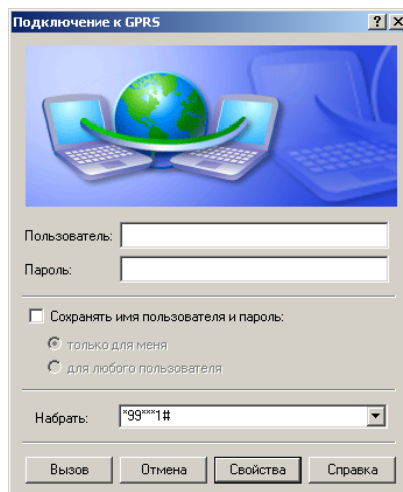 Подключение к GPRS
Пользователь:
Пароль:
Сохранять имя пользователя и пароль:
только для меня
для любого пользователя
Набрать: *99***1#
Вызов Отмена Свойства Справка